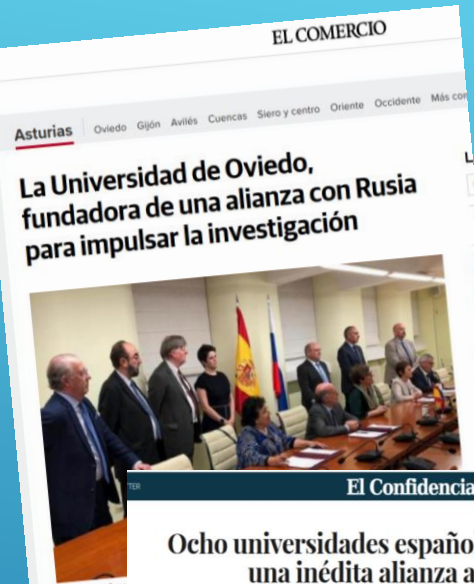 EL COMERCIO
Asturias Oviedo Gijón Avilés Cuencas Siero y centro Oriente Occidente Más
La Universidad de Oviedo,
fundadora de una alianza con Rusia
para impulsar la investigación
El Confidencia
Ocho universidades españo
una inédita alianza a